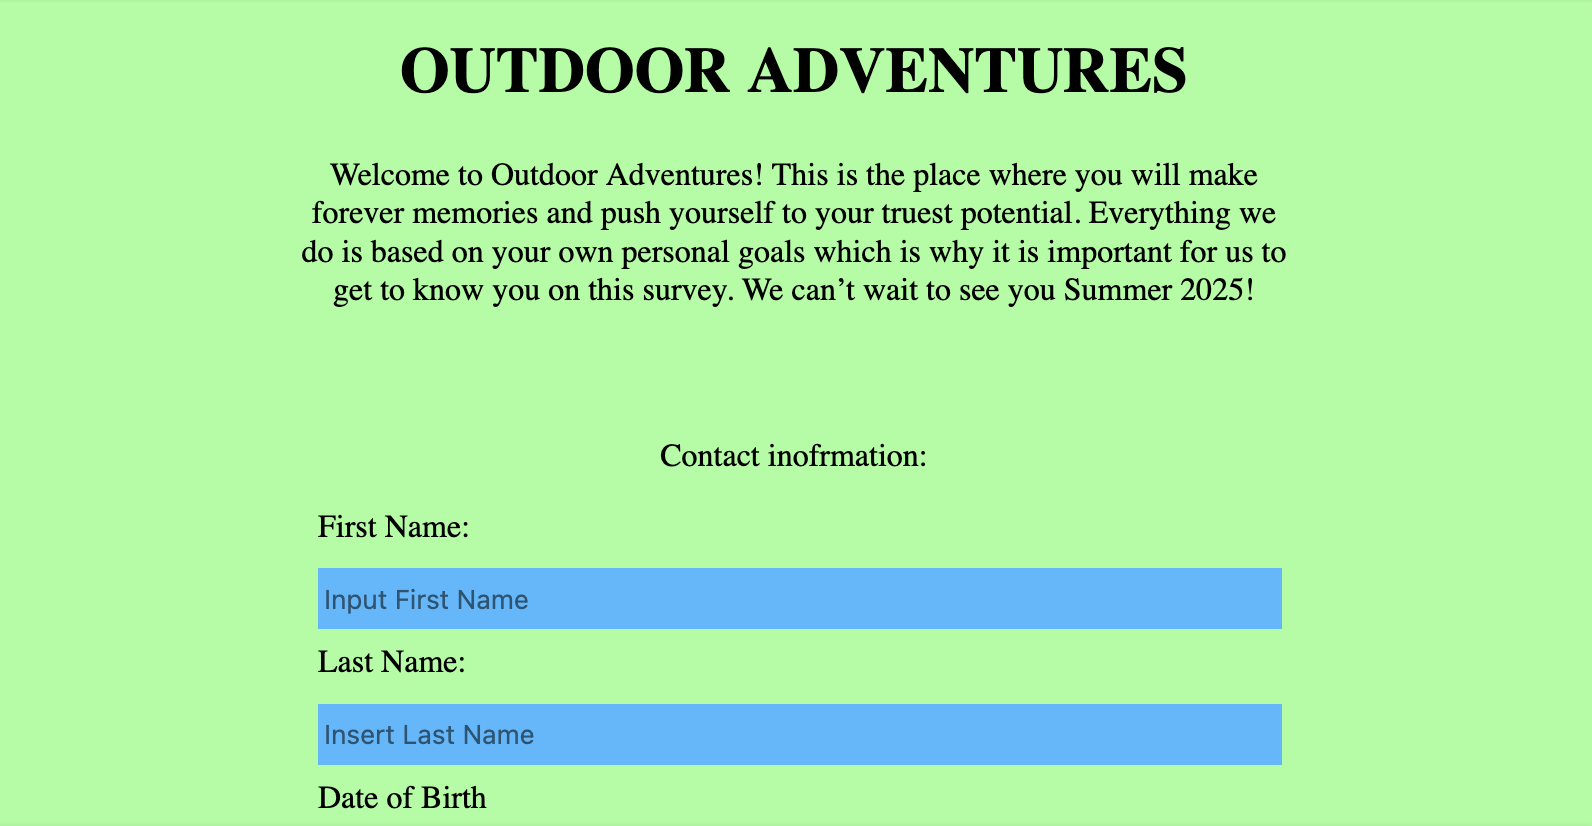 OUTDOOR ADVENTURES
Welcome to Outdoor Adventures! This is the place where you will make
forever memories and push yourself to your truest potential. Everything we
do is based on your own personal goals which is why it is important for us to
get to know you on this survey. We can’t wait to see you Summer 2025!
Contact inofrmation:
First Name:
Input First Name
Last Name:
Insert Last Name
Date of Birth